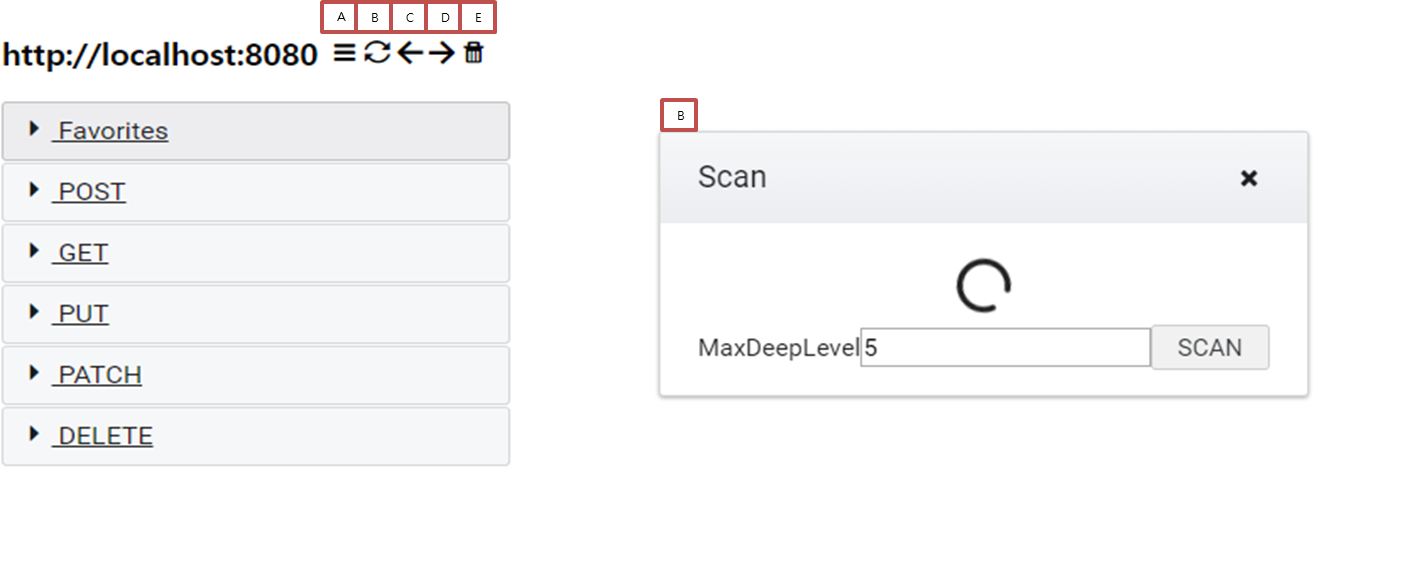 A B C D E
http://localhost:8080
Favorites
POST
GET
PUT
PATCH
DELETE
B
Scan
MaxDeepLevel 5 SCAN